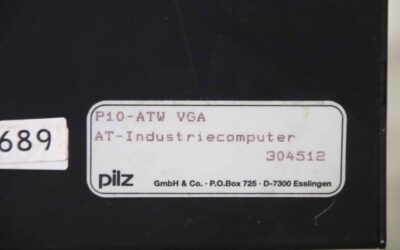 P10-ATW VGA
AT-Industriecomputer
304512
689
pilz
GmbH & Co. · P.O.Box 725 · D-7300 Esslingen